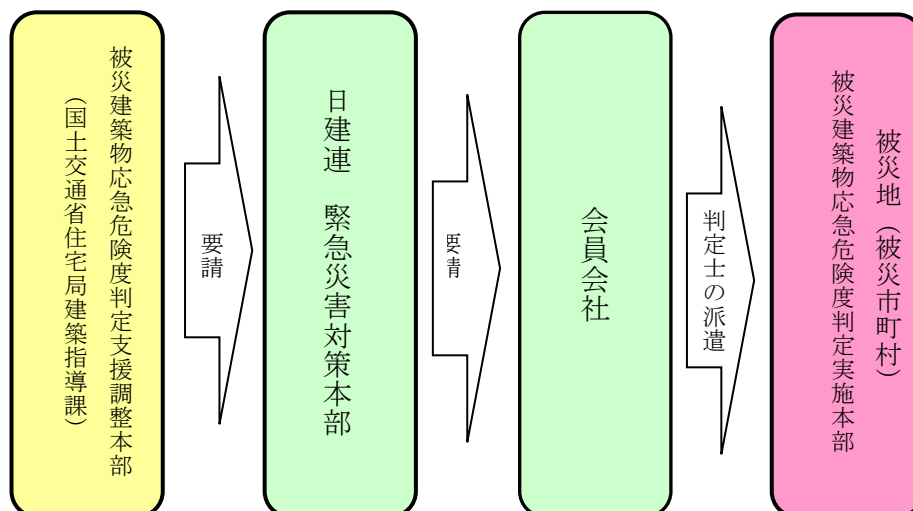 被災建築物応急危険度判定支援調整本部
（国土交通省住宅局建築指導課）
要請
日建連　緊急災害対策本部
要請
会員会社
判定士の派遣
被災地（被災市町村）
被災建築物応急危険度判定実施本部